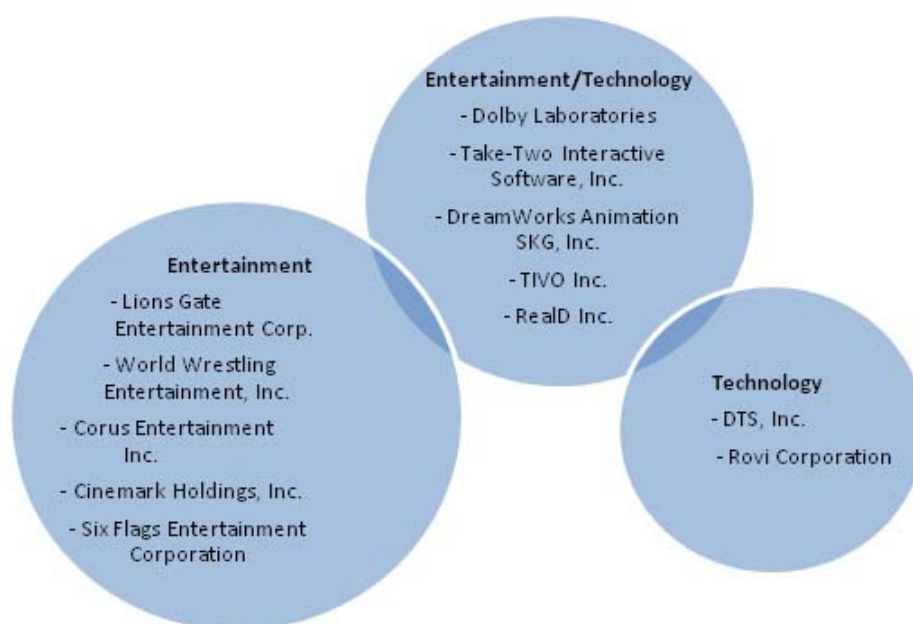 Entertainment/Technology
- Dolby Laboratories
- Take-Two Interactive
Software, Inc.
- DreamWorks Animation
SKG, Inc.
- TIVO Inc.
- RealD Inc.
Entertainment
- Lions Gate
Entertainment Corp.
- World Wrestling
Entertainment, Inc.
- Corus Entertainment
Inc.
- Cinemark Holdings, Inc.
- Six Flags Entertainment
Corporation
Technology
- DTS, Inc.
- Rovi Corporation